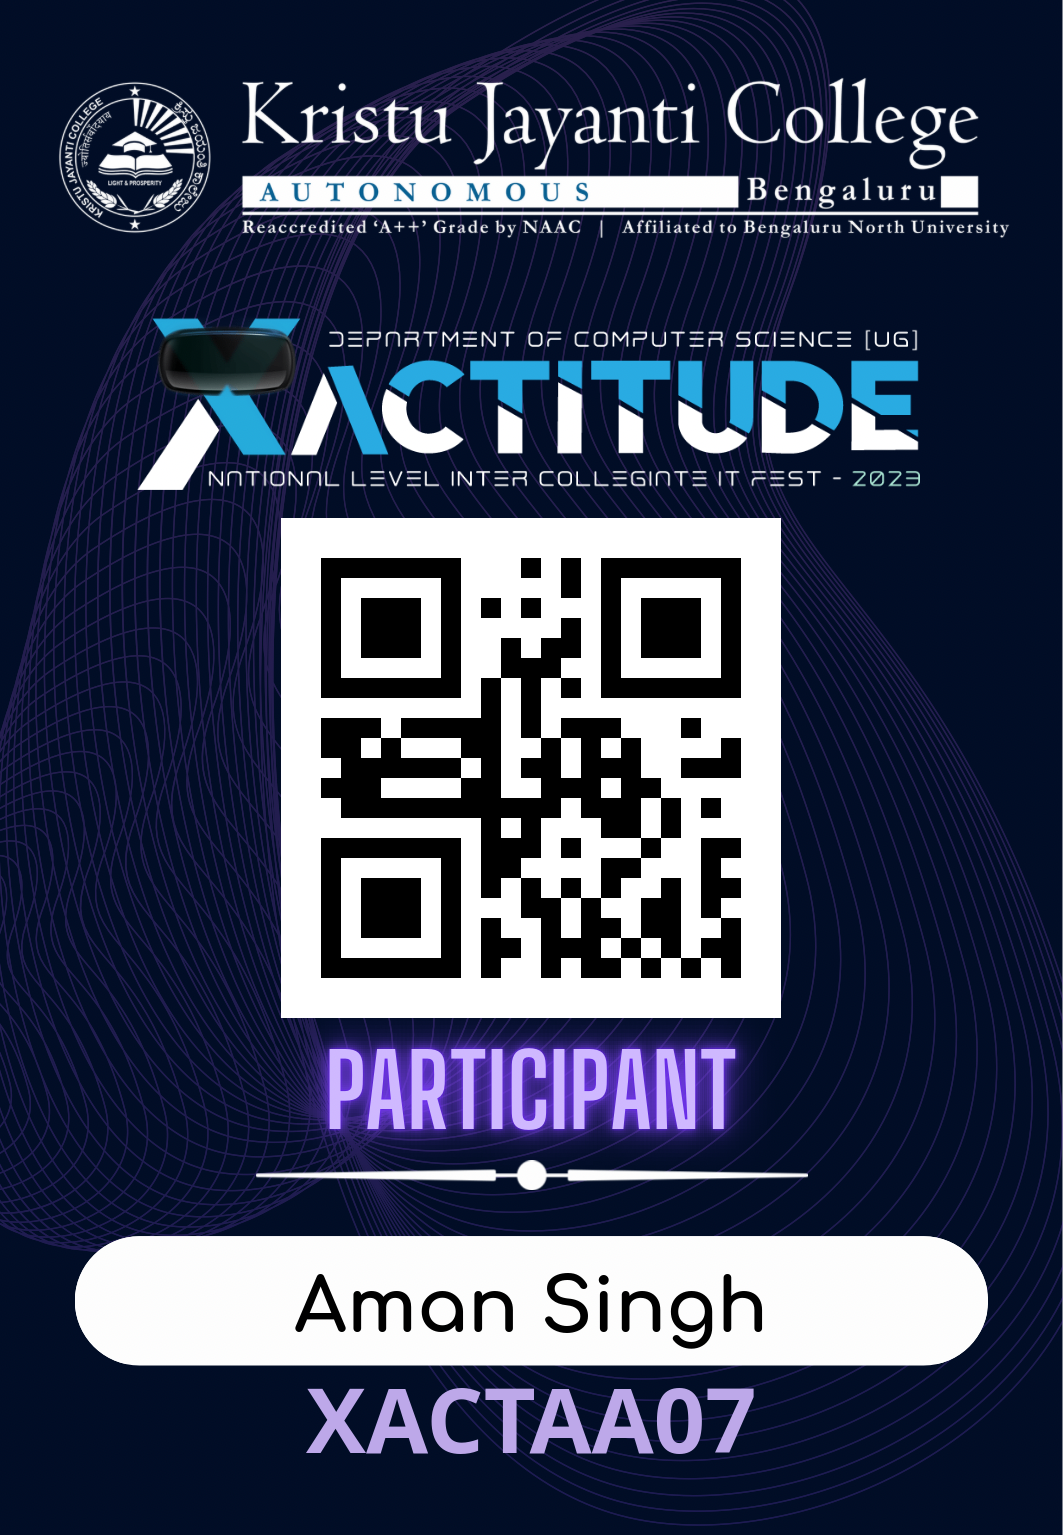 KRISTU JAYANTI COLLEGE
LIGHT & PROSPERITY
Kristu Jayanti College
AUTONOMOUS Bengaluru
Reaccredited ‘A++’ Grade by NAAC | Affiliated to Bengaluru North University
DEPARTMENT OF COMPUTER SCIENCE [UG]
XACTITUDE
NATIONAL LEVEL INTER COLLEGIATE IT FEST - 2023
PARTICIPANT
Aman Singh
XACTAA07